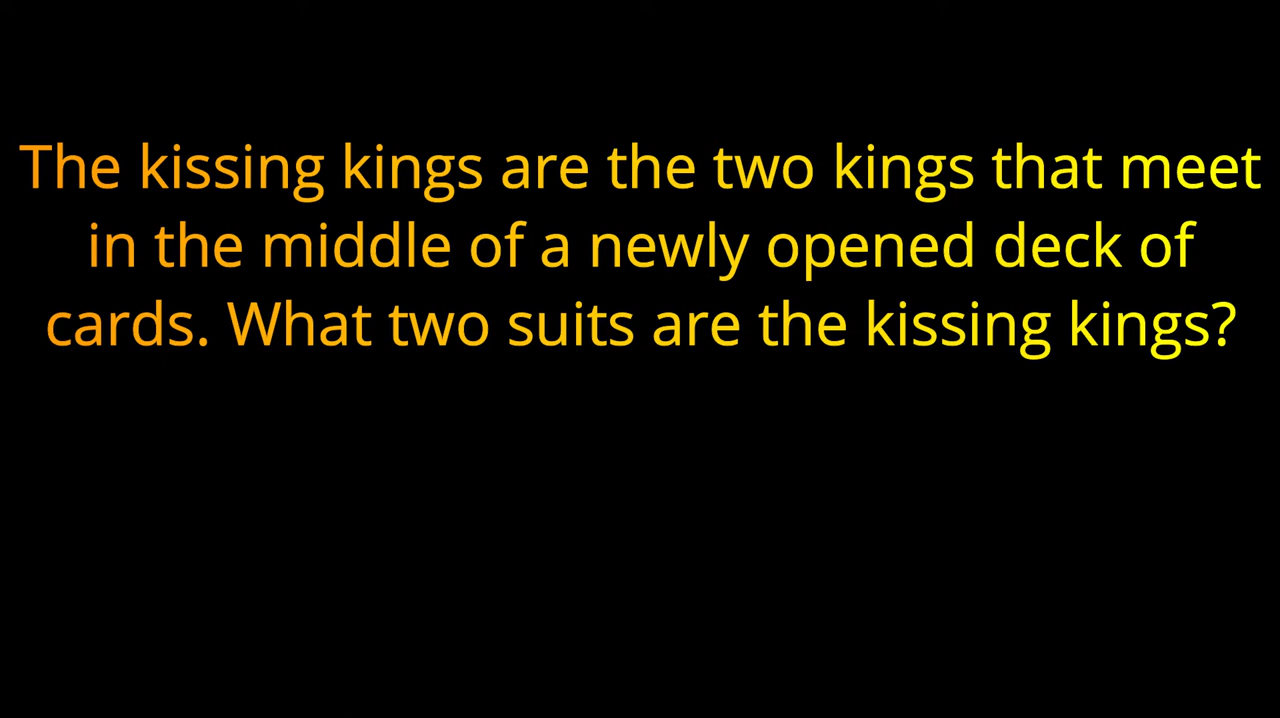 The kissing kings are the two kings that meet
in the middle of a newly opened deck of
cards. What two suits are the kissing kings?